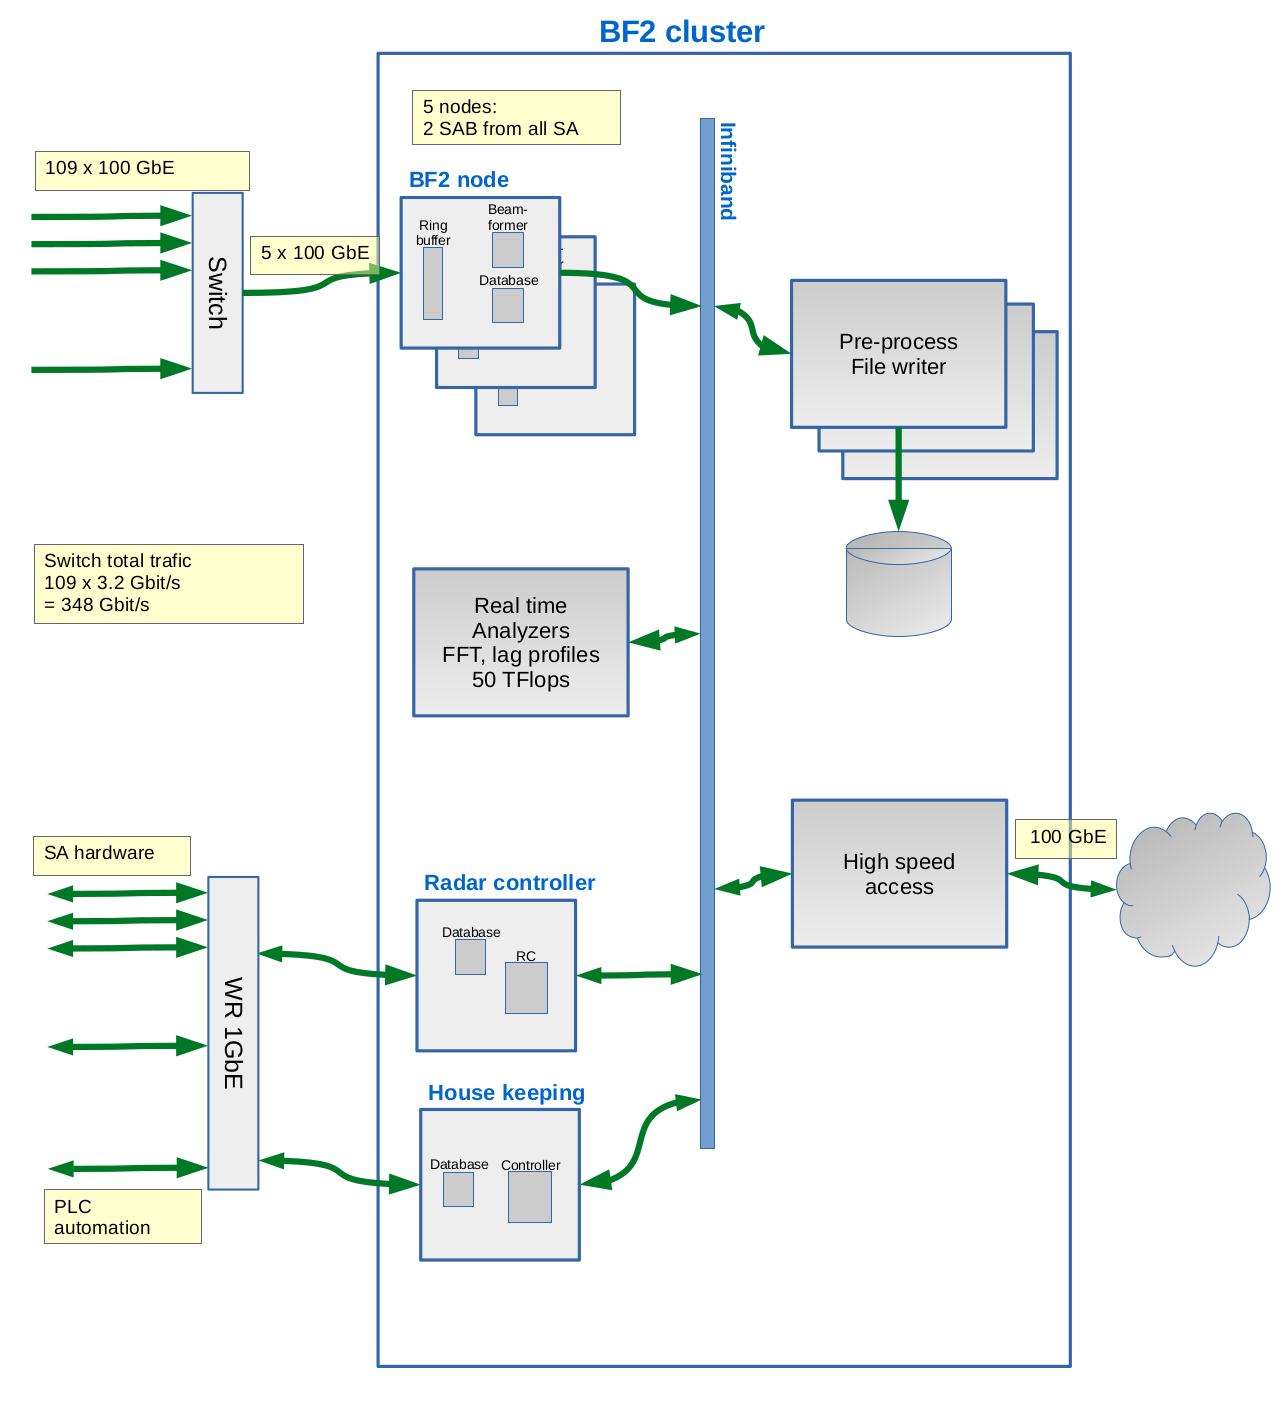 BF2 cluster
5 nodes:
2 SAB from all SA
Infiniband
109 x 100 GbE
BF2 node
Ring
buffer
Beam-
former
Database
5 x 100 GbE
Switch
Pre-process
File writer
Switch total trafic
109 x 3.2 Gbit/s
= 348 Gbit/s
Real time
Analyzers
FFT, lag profiles
50 TFlops
SA hardware
High speed
access
100 GbE
Radar controller
Database
RC
WR 1GbE
House keeping
Database
Controller
PLC
automation